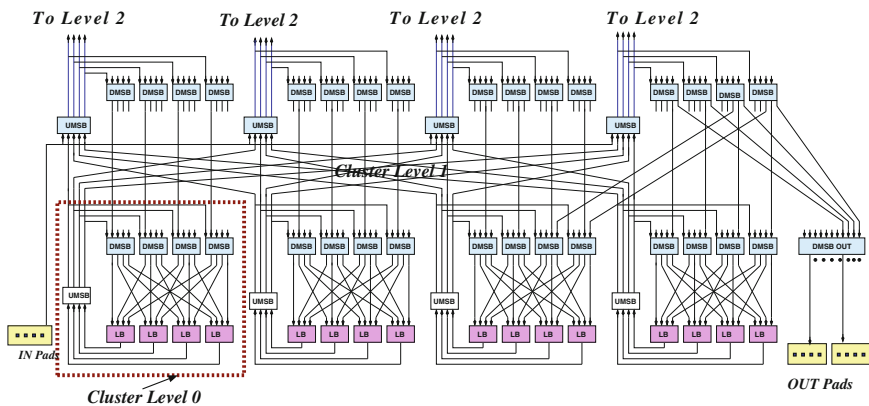 To Level 2 To Level 2 To Level 2 To Level 2
DMSB DMSB DMSB DMSB DMSB DMSB DMSB DMSB DMSB DMSB DMSB DMSB DMSB DMSB DMSB DMSB
UMSB UMSB UMSB UMSB
Cluster Level 1
DMSB DMSB DMSB DMSB DMSB DMSB DMSB DMSB DMSB DMSB DMSB DMSB DMSB DMSB DMSB DMSB DMSB OUT
UMSB UMSB UMSB UMSB
LB LB LB LB LB LB LB LB LB LB LB LB LB LB LB LB
IN Pads
OUT Pads
Cluster Level 0